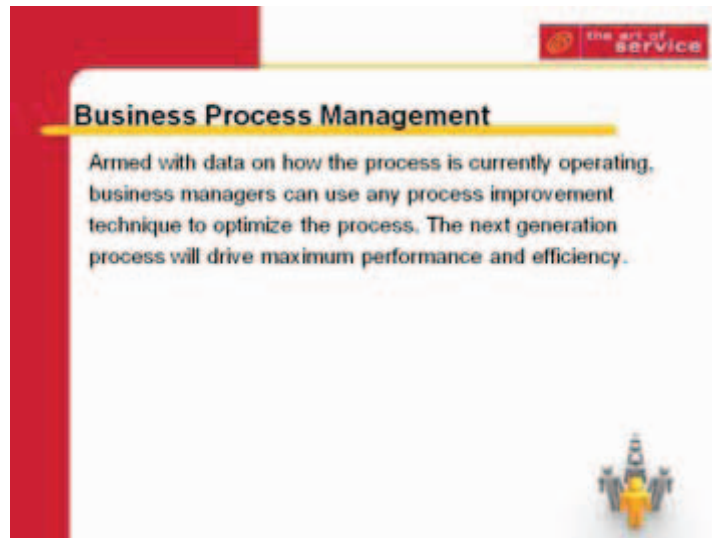 the art of
service
Business Process Management
Armed with data on how the process is currently operating,
business managers can use any process improvement
technique to optimize the process. The next generation
process will drive maximum performance and efficiency.